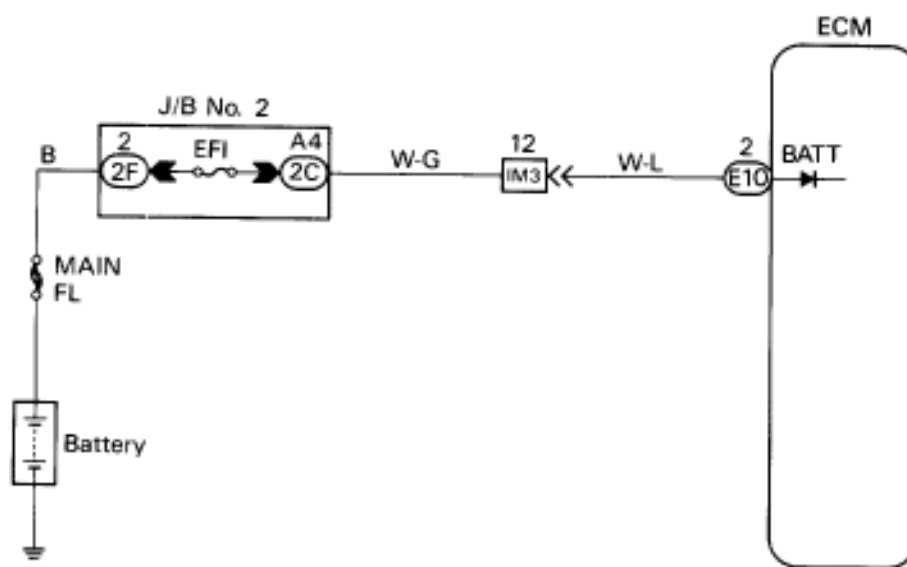 ECM
J/B No. 2
2
EFI
A4
B
2F
2C
W-G
12
IM3
W-L
2
E10
BATT
MAIN
FL
Battery